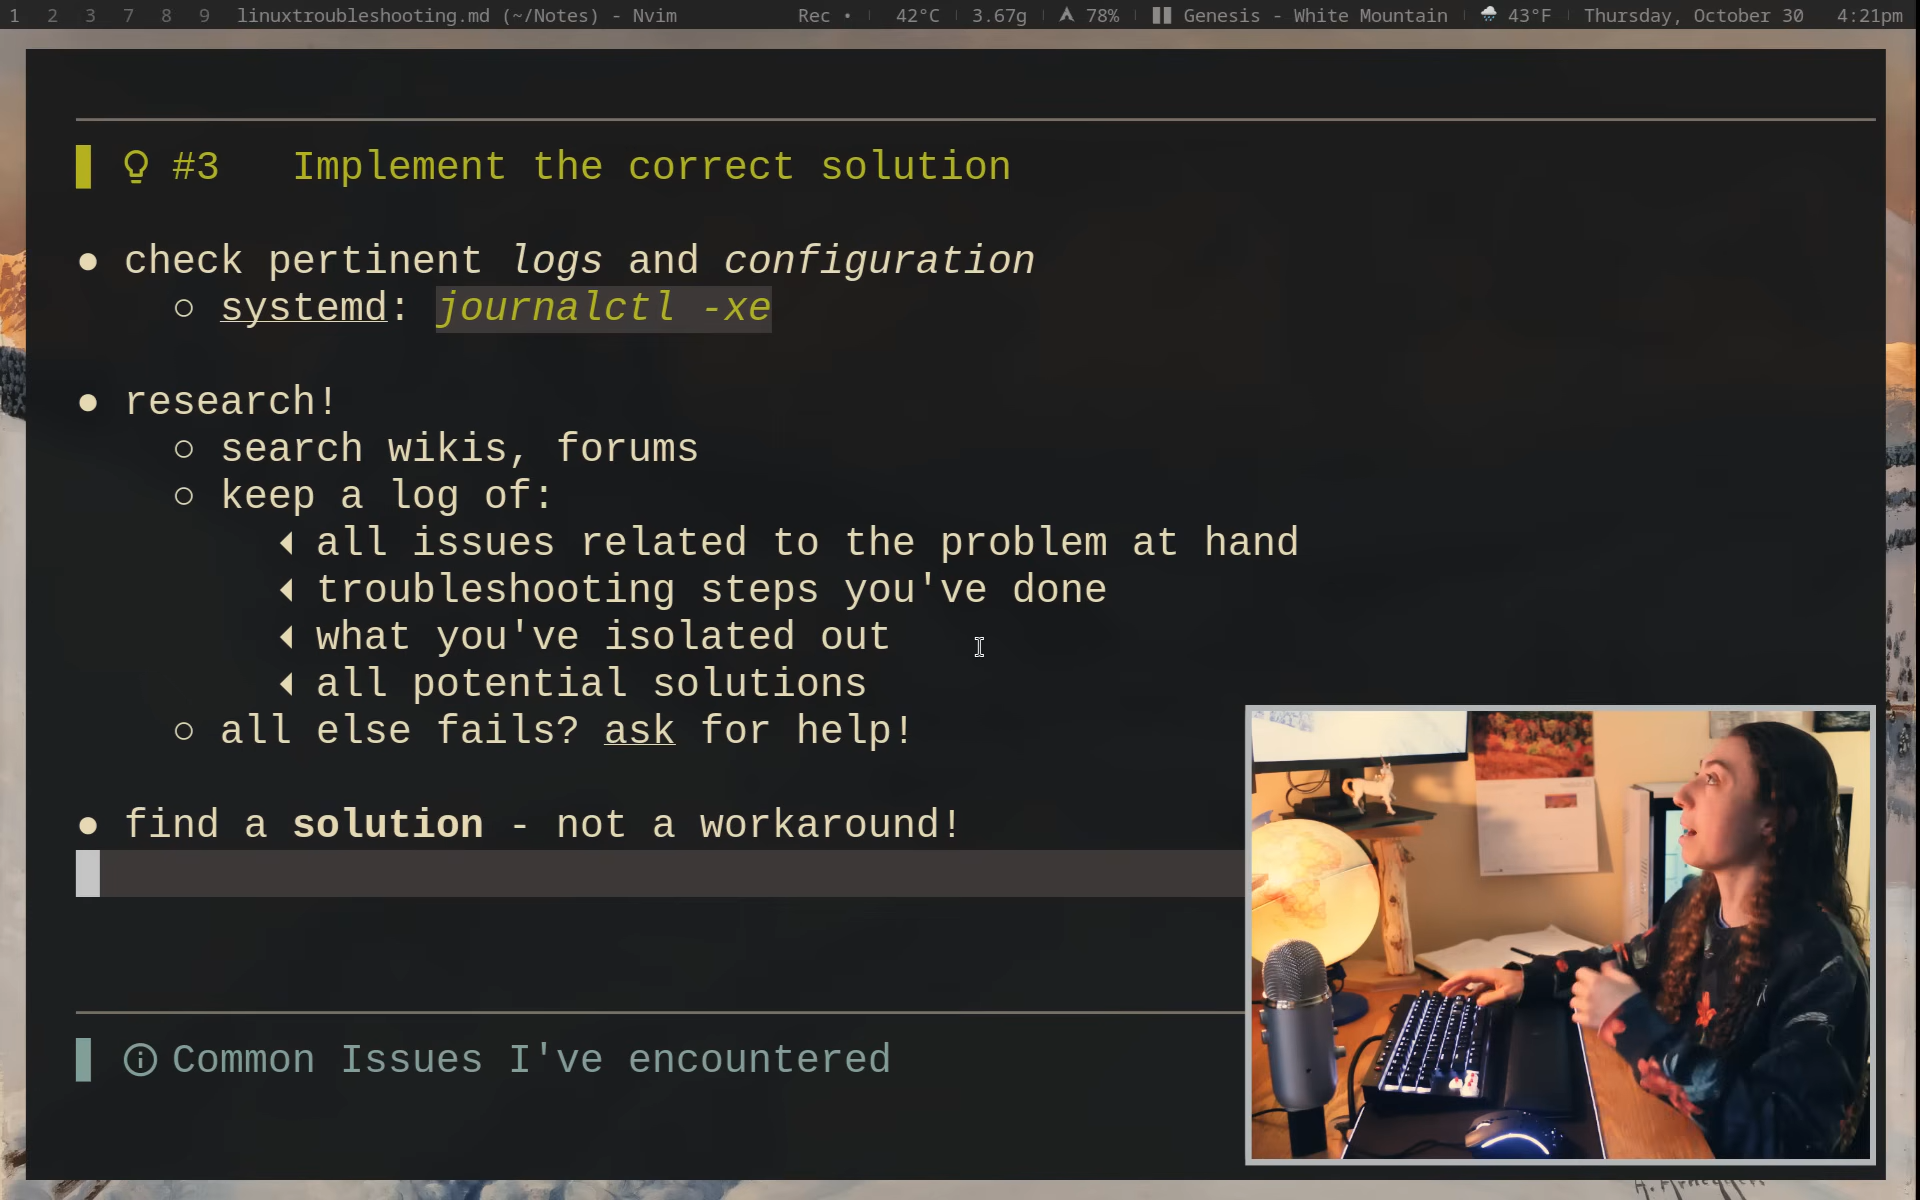 1 2 3 7 8 9 linuxtroubleshooting.md (~/Notes) - Nvim Rec • 42°C 3.67g 78% Genesis - White Mountain 43°F Thursday, October 30 4:21pm
#3 Implement the correct solution
● check pertinent logs and configuration
○ systemd: journalctl -xe
● research!
○ search wikis, forums
○ keep a log of:
all issues related to the problem at hand
troubleshooting steps you've done
what you've isolated out
all potential solutions
○ all else fails? ask for help!
● find a solution - not a workaround!
Common Issues I've encountered